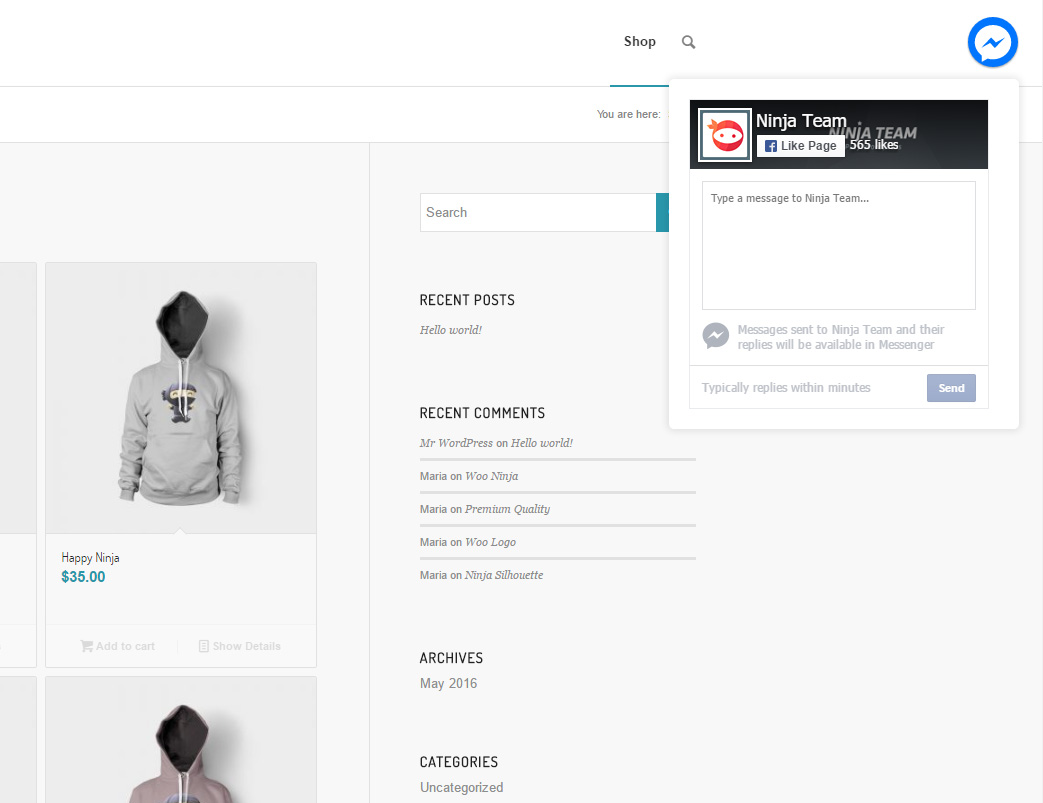 Shop
You are here:
Ninja Team
NINJA TEAM
Like Page
565 likes
Type a message to Ninja Team...
Messages sent to Ninja Team and their
replies will be available in Messenger
Typically replies within minutes
Send
Search
RECENT POSTS
Hello world!
RECENT COMMENTS
Mr WordPress on Hello world!
Maria on Woo Ninja
Maria on Premium Quality
Maria on Woo Logo
Maria on Ninja Silhouette
ARCHIVES
May 2016
CATEGORIES
Uncategorized
Happy Ninja
$35.00
Add to cart
Show Details